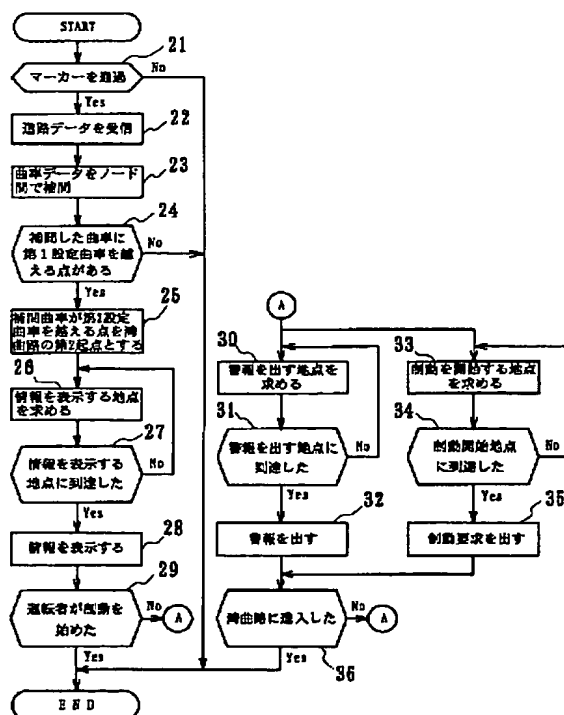 START
21
マーカーを通過
No
Yes
22
道路データを受信
23
曲率データをノード
間で補間
24
補間した曲率に
第1設定曲率を越
える点がある
No
Yes
25
補間曲率が第1設定
曲率を越える点を湾
曲路の第2起点とする
26
情報を表示する地点
を求める
27
情報を表示する
地点に到達した
No
Yes
28
情報を表示する
29
運転者が制動を
始めた
No
A
Yes
END
A
30
警報を出す地点を
求める
31
警報を出す地点に
到達した
No
Yes
32
警報を出す
33
制動を開始する地点
を求める
34
制動開始地点
に到達した
No
Yes
35
制動要求を出す
湾曲路に進入した
No
A
Yes
36